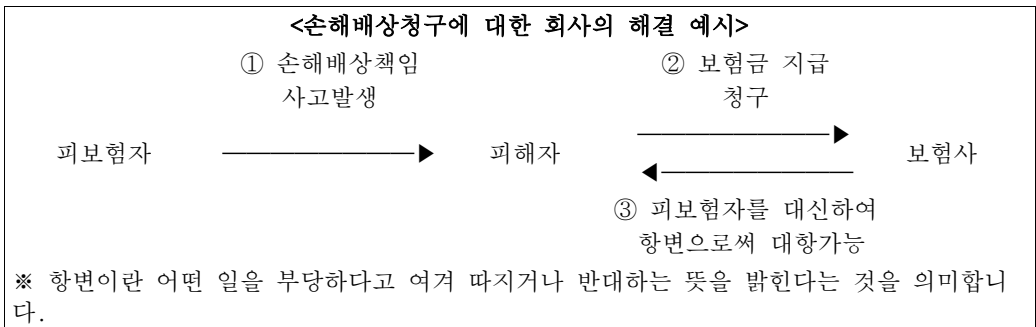 <손해배상청구에 대한 회사의 해결 예시>
① 손해배상책임 ② 보험금 지급
사고발생 청구
피보험자 피해자 보험사
③ 피보험자를 대신하여
항변으로써 대항가능
※ 항변이란 어떤 일을 부당하다고 여겨 따지거나 반대하는 뜻을 밝힌다는 것을 의미합니
다.